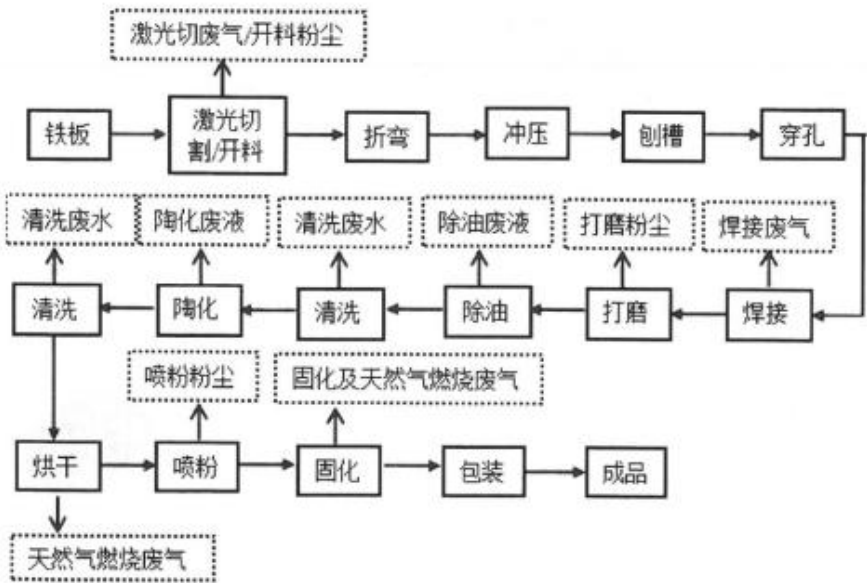 激光切废气/开料粉尘
铁板
激光切
割/开料
折弯
冲压
刨槽
穿孔
清洗废水
陶化废液
清洗废水
除油废液
打磨粉尘
焊接废气
清洗
陶化
清洗
除油
打磨
焊接
喷粉粉尘
固化及天然气燃烧废气
烘干
喷粉
固化
包装
成品
天然气燃烧废气